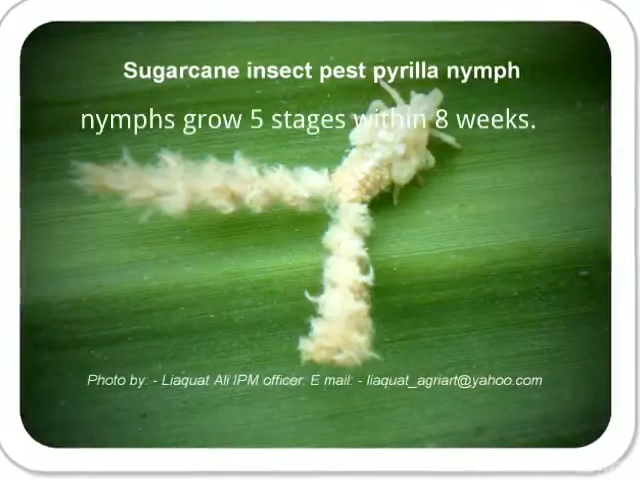 Sugarcane insect pest pyrilla nymph
nymphs grow 5 stages within 8 weeks.
Photo by: - Liaquat Ali IPM officer. E mail: - liaquat_agriart@yahoo.com